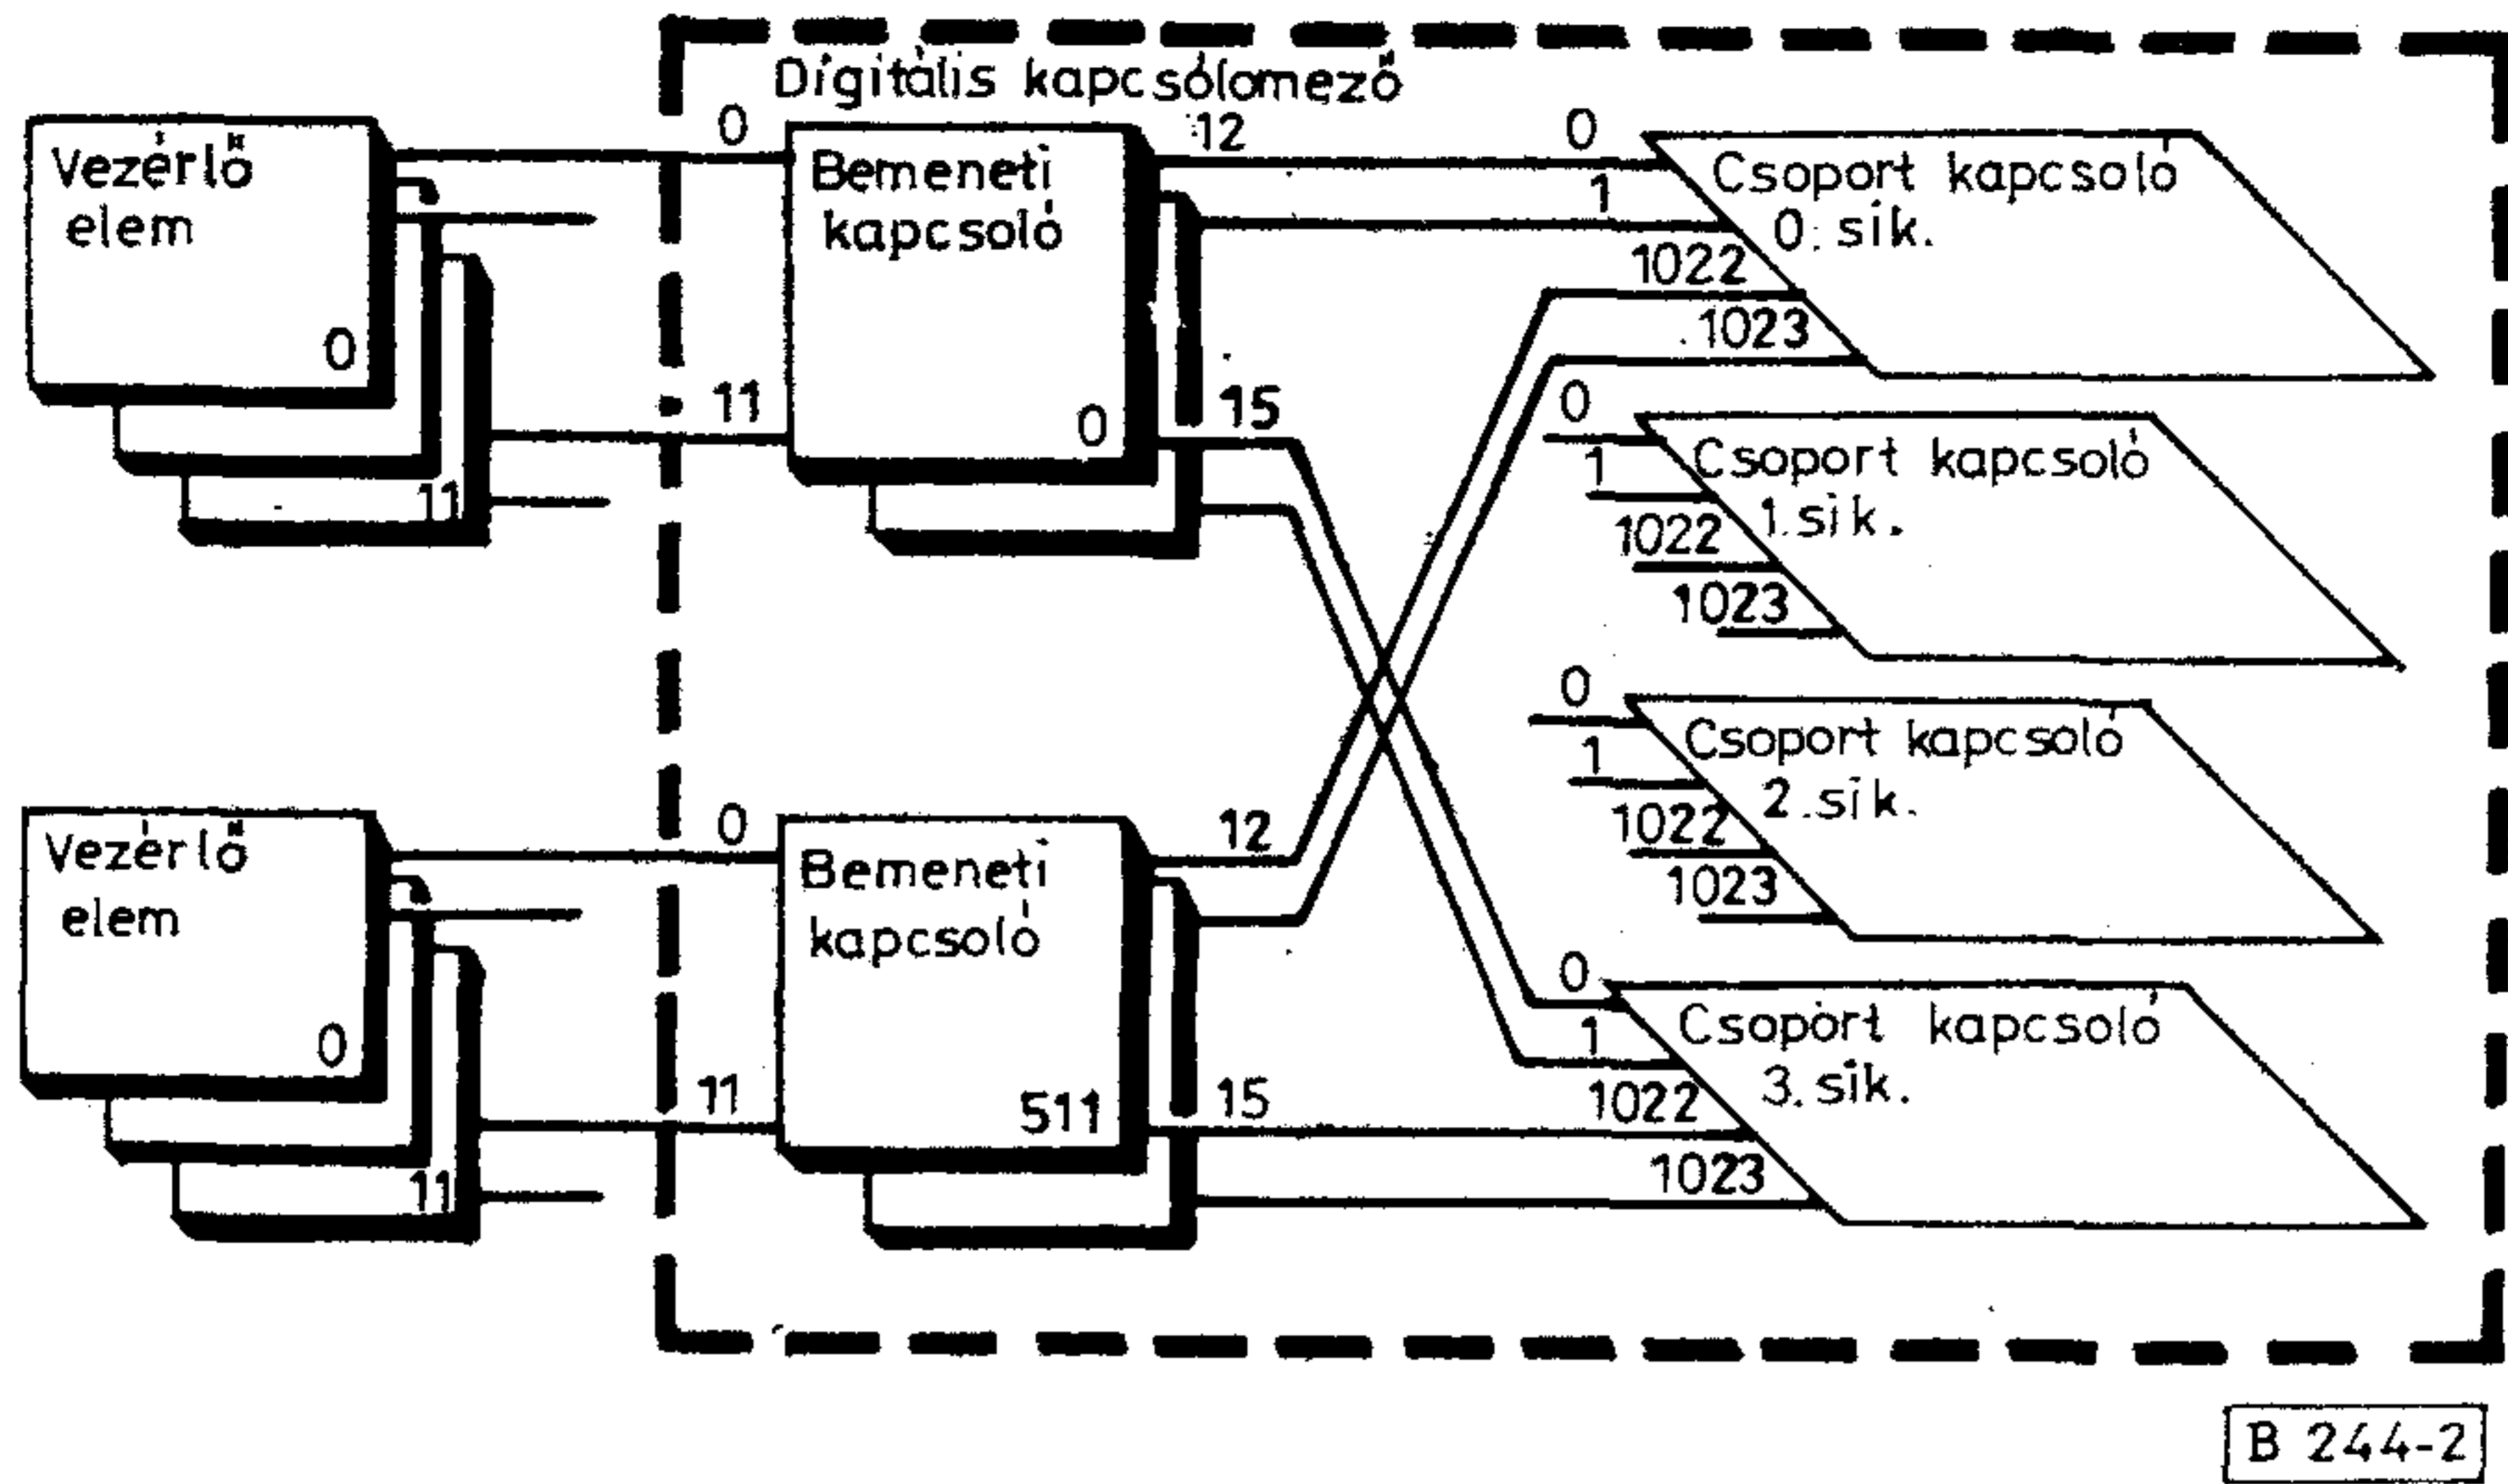 Digitális kapcsólomező
Vezérlő
elem
0
11
0
11
Bemeneti
kapcsoló
0
12
15
0
1
1022
1023
Csoport kapcsoló
0. sík.
0
1
1022
1023
Csoport kapcsoló
1. sík.
0
1
1022
1023
Csoport kapcsoló
2. sík.
Vezérlő
elem
0
11
0
11
Bemeneti
kapcsoló
511
12
15
0
1
1022
1023
Csoport kapcsoló
3. sík.
B 244-2